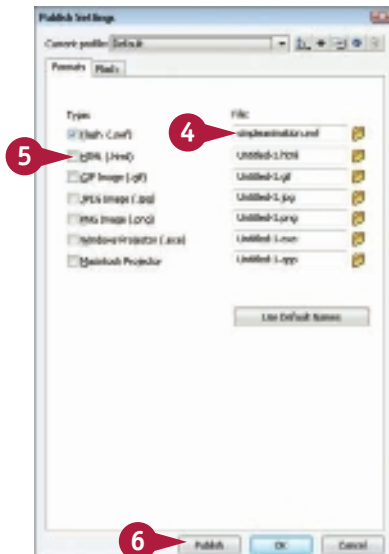 Publish Settings
Current profile: Default
Formats Flash
Type: File:
Flash (.swf) 4 simpleanimation.swf
5 HTML (.html) Untitled-1.html
GIF Image (.gif) Untitled-1.gif
JPEG Image (.jpg) Untitled-1.jpg
PNG Image (.png) Untitled-1.png
Windows Projector (.exe) Untitled-1.exe
Macintosh Projector Untitled-1.app
Use Default Names
6 Publish OK Cancel